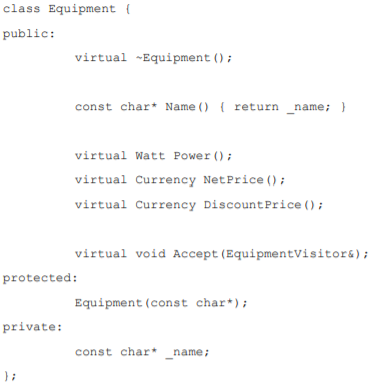 class Equipment {
public:
virtual ~Equipment();
const char* Name() { return _name; }
virtual Watt Power();
virtual Currency NetPrice();
virtual Currency DiscountPrice();
virtual void Accept(EquipmentVisitor&);
protected:
Equipment(const char*);
private:
const char* _name;
};